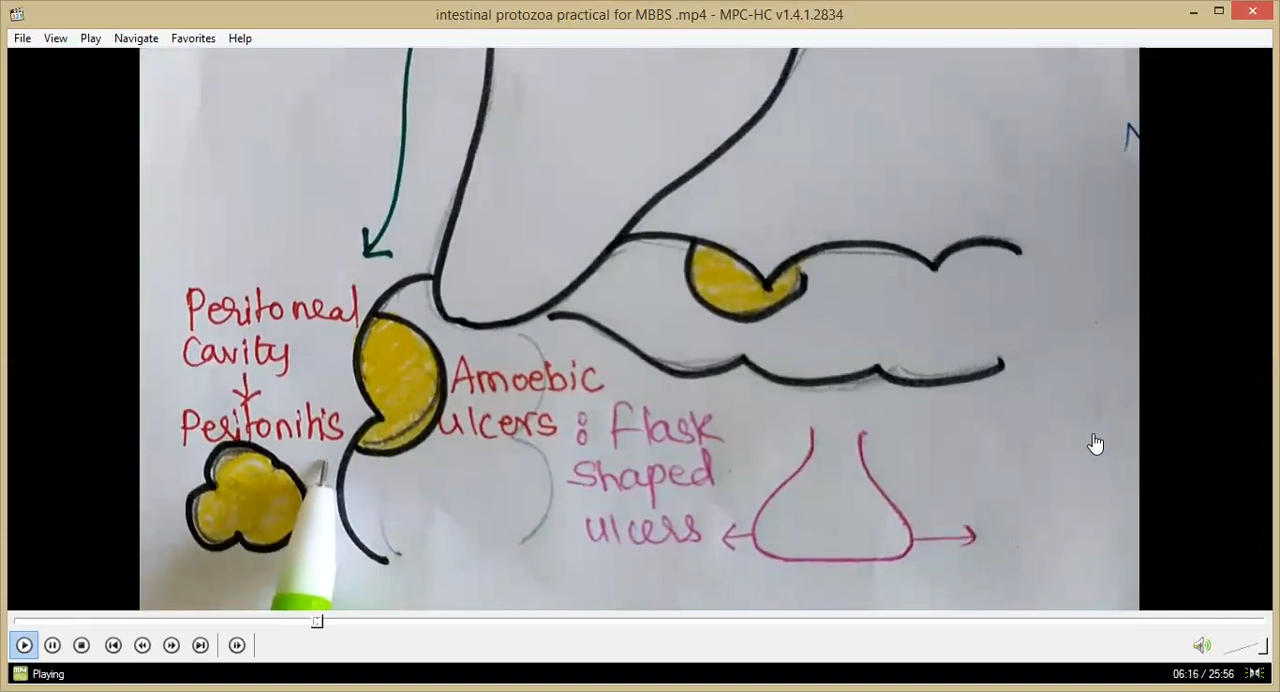 intestinal protozoa practical for MBBS .mp4 - MPC-HC v1.4.1.2834
File View Play Navigate Favorites Help
Peritoneal
Cavity
Peritonitis
Amoebic
ulcers : flask
shaped
ulcers
Playing
06:16 / 25:56